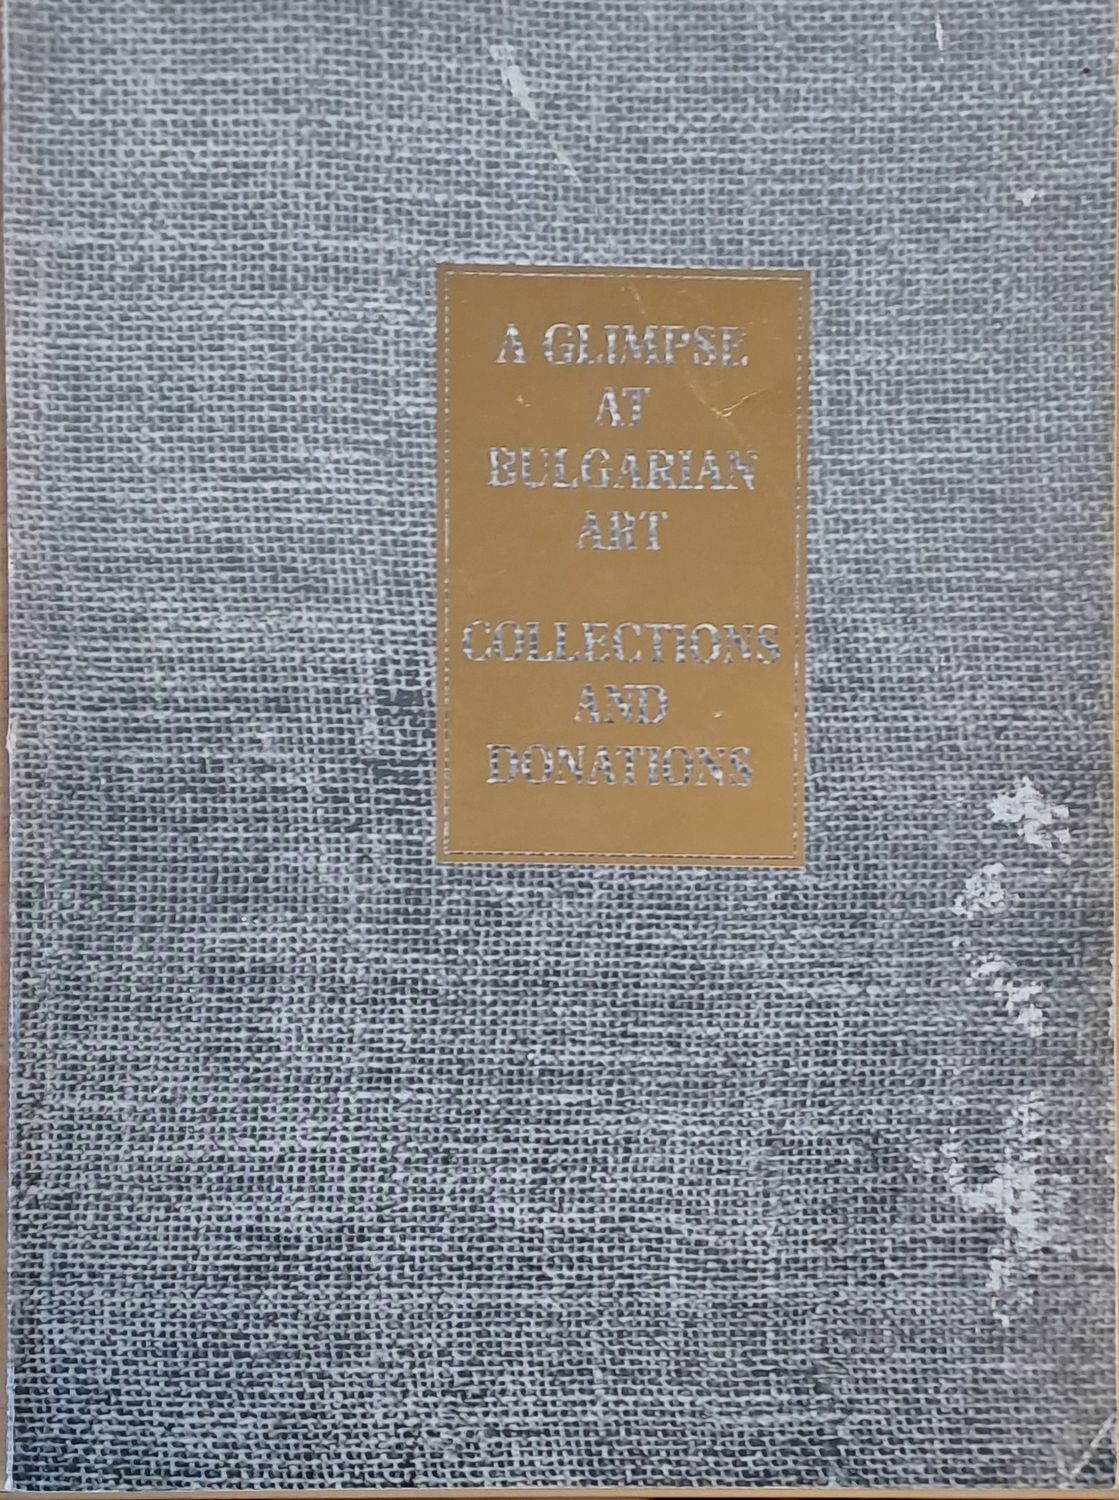 A GLIMPSE
AT
BULGARIAN
ART
COLLECTIONS
AND
DONATIONS